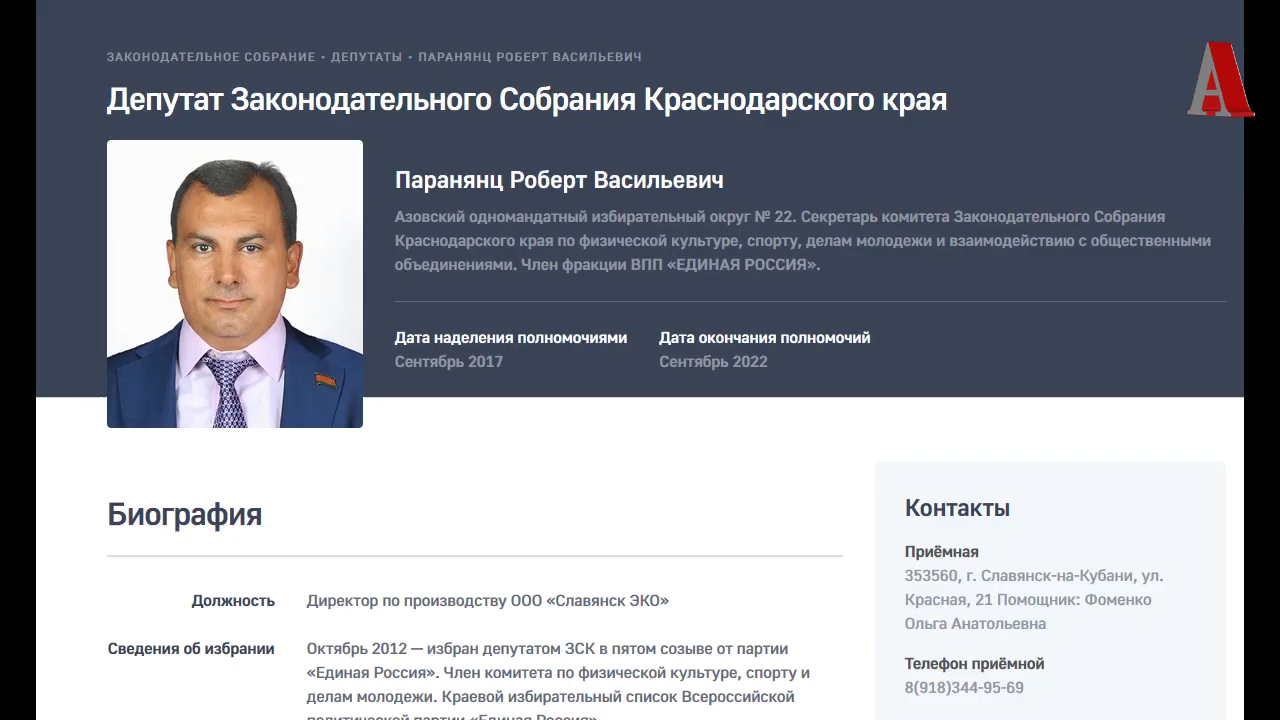 ЗАКОНОДАТЕЛЬНОЕ СОБРАНИЕ • ДЕПУТАТЫ • ПАРАНЯНЦ РОБЕРТ ВАСИЛЬЕВИЧ
Депутат Законодательного Собрания Краснодарского края
А
Паранянц Роберт Васильевич
Азовский одномандатный избирательный округ № 22. Секретарь комитета Законодательного Собрания
Краснодарского края по физической культуре, спорту, делам молодежи и взаимодействию с общественными
объединениями. Член фракции ВПП «ЕДИНАЯ РОССИЯ».
Дата наделения полномочиями
Сентябрь 2017
Дата окончания полномочий
Сентябрь 2022
Биография
Должность
Директор по производству ООО «Славянск ЭКО»
Сведения об избрании
Октябрь 2012 — избран депутатом ЗСК в пятом созыве от партии
«Единая Россия». Член комитета по физической культуре, спорту и
делам молодежи. Краевой избирательный список Всероссийской
политической партии «Единая Россия»
Контакты
Приёмная
353560, г. Славянск-на-Кубани, ул.
Красная, 21 Помощник: Фоменко
Ольга Анатольевна
Телефон приёмной
8(918)344-95-69